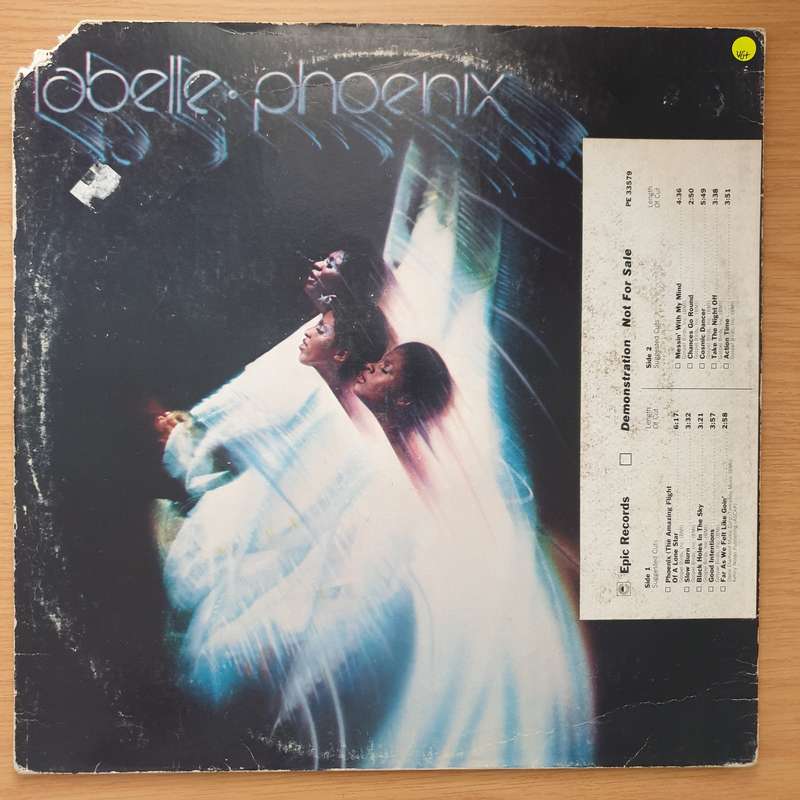 labelle · phoenix
VG+
Epic Records
Demonstration Not For Sale
PE 33579
Side 1
Suggested Cuts
Length
Of Cut
Phoenix (The Amazing Flight
Of A Lone Star 6:17
Slow Burn 3:32
Black Holes In The Sky 3:21
Good Intentions 3:57
Far As We Felt Like Goin' 2:58
Side 2
Suggested Cuts
Length
Of Cut
Messin' With My Mind 4:36
Chances Go Round 2:50
Cosmic Dancer 5:49
Take The Night Off 3:38
Action Time 3:51